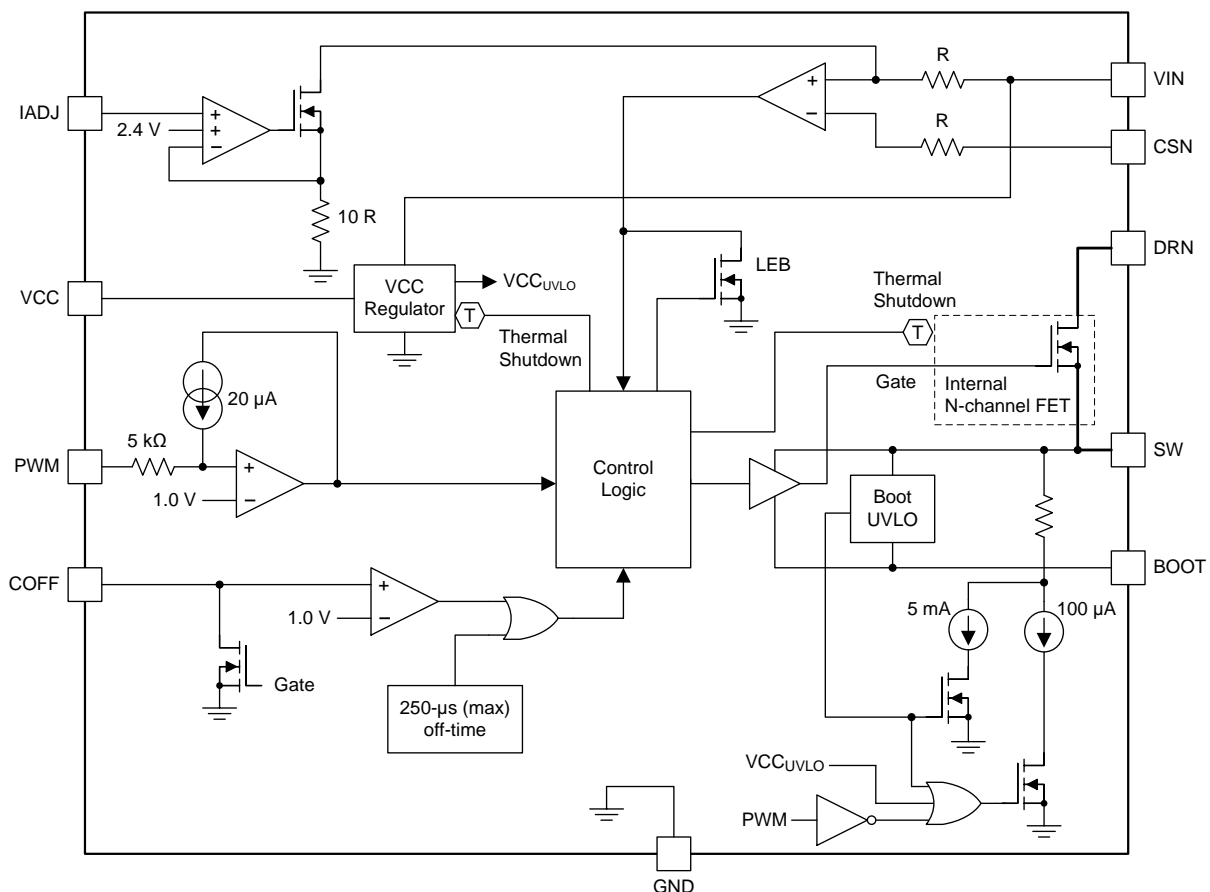 R
VIN
IADJ
2.4 V
R
CSN
10 R
DRN
LEB
VCC
Regulator
VCCUVLO
Thermal
Shutdown
VCC
T
Thermal
Shutdown
T
Gate
Internal
N-channel FET
20 µA
5 kΩ
PWM
1.0 V
Control
Logic
SW
Boot
UVLO
COFF
1.0 V
BOOT
5 mA
100 µA
Gate
250-µs (max)
off-time
VCCUVLO
PWM
GND
+
+
−
+
−
+
−
+
−